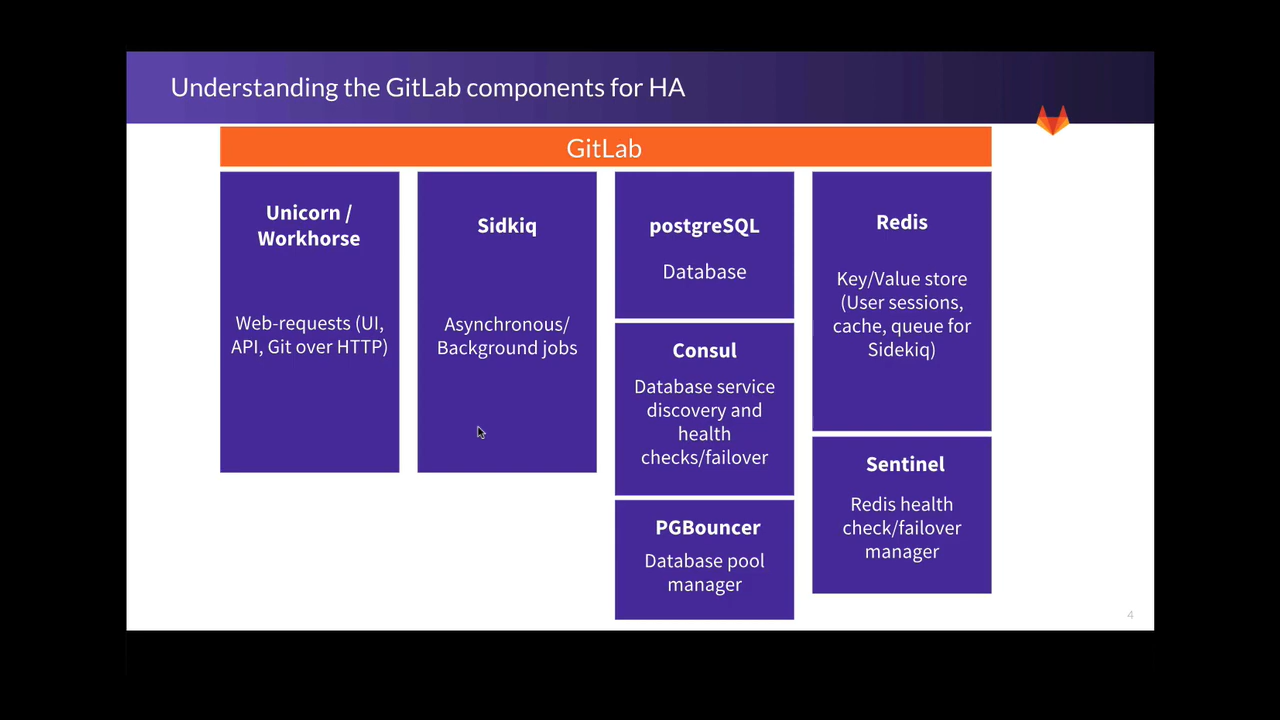 Understanding the GitLab components for HA
GitLab
Unicorn /
Workhorse
Web-requests (UI,
API, Git over HTTP)
Sidkiq
Asynchronous/
Background jobs
postgreSQL
Database
Consul
Database service
discovery and
health
checks/failover
PGBouncer
Database pool
manager
Redis
Key/Value store
(User sessions,
cache, queue for
Sidekiq)
Sentinel
Redis health
check/failover
manager
4